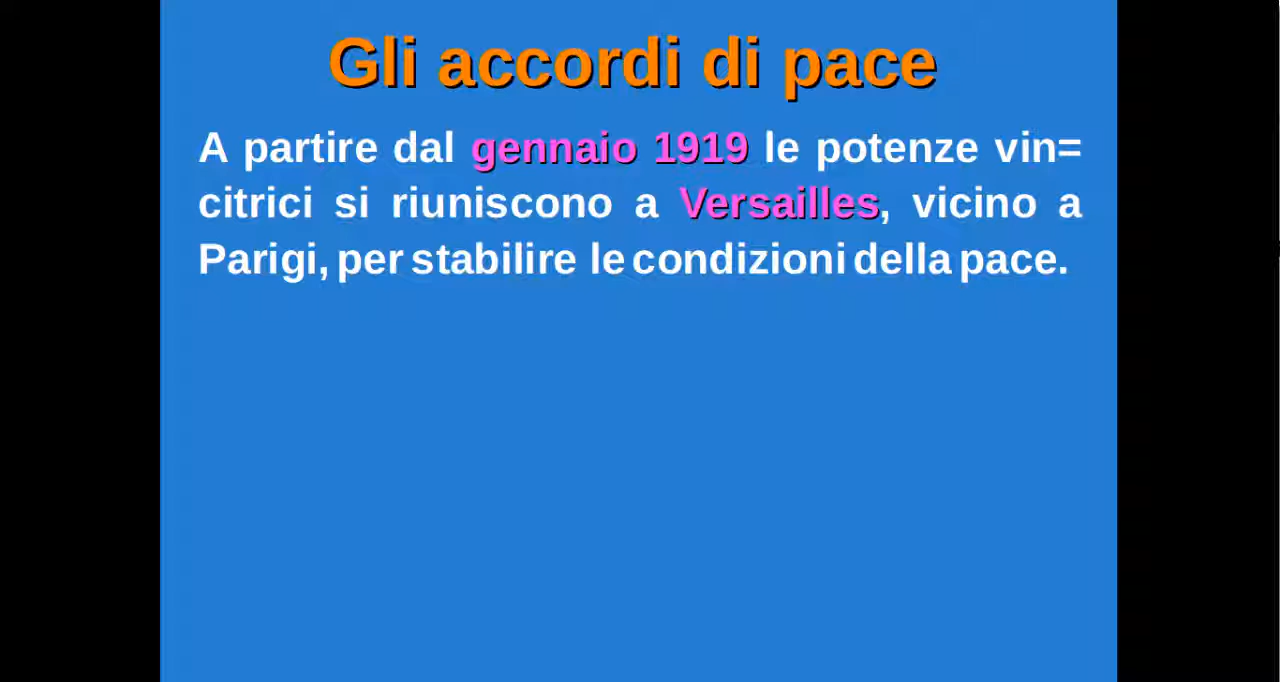 Gli accordi di pace
A partire dal gennaio 1919 le potenze vin=
citrici si riuniscono a Versailles, vicino a
Parigi, per stabilire le condizioni della pace.